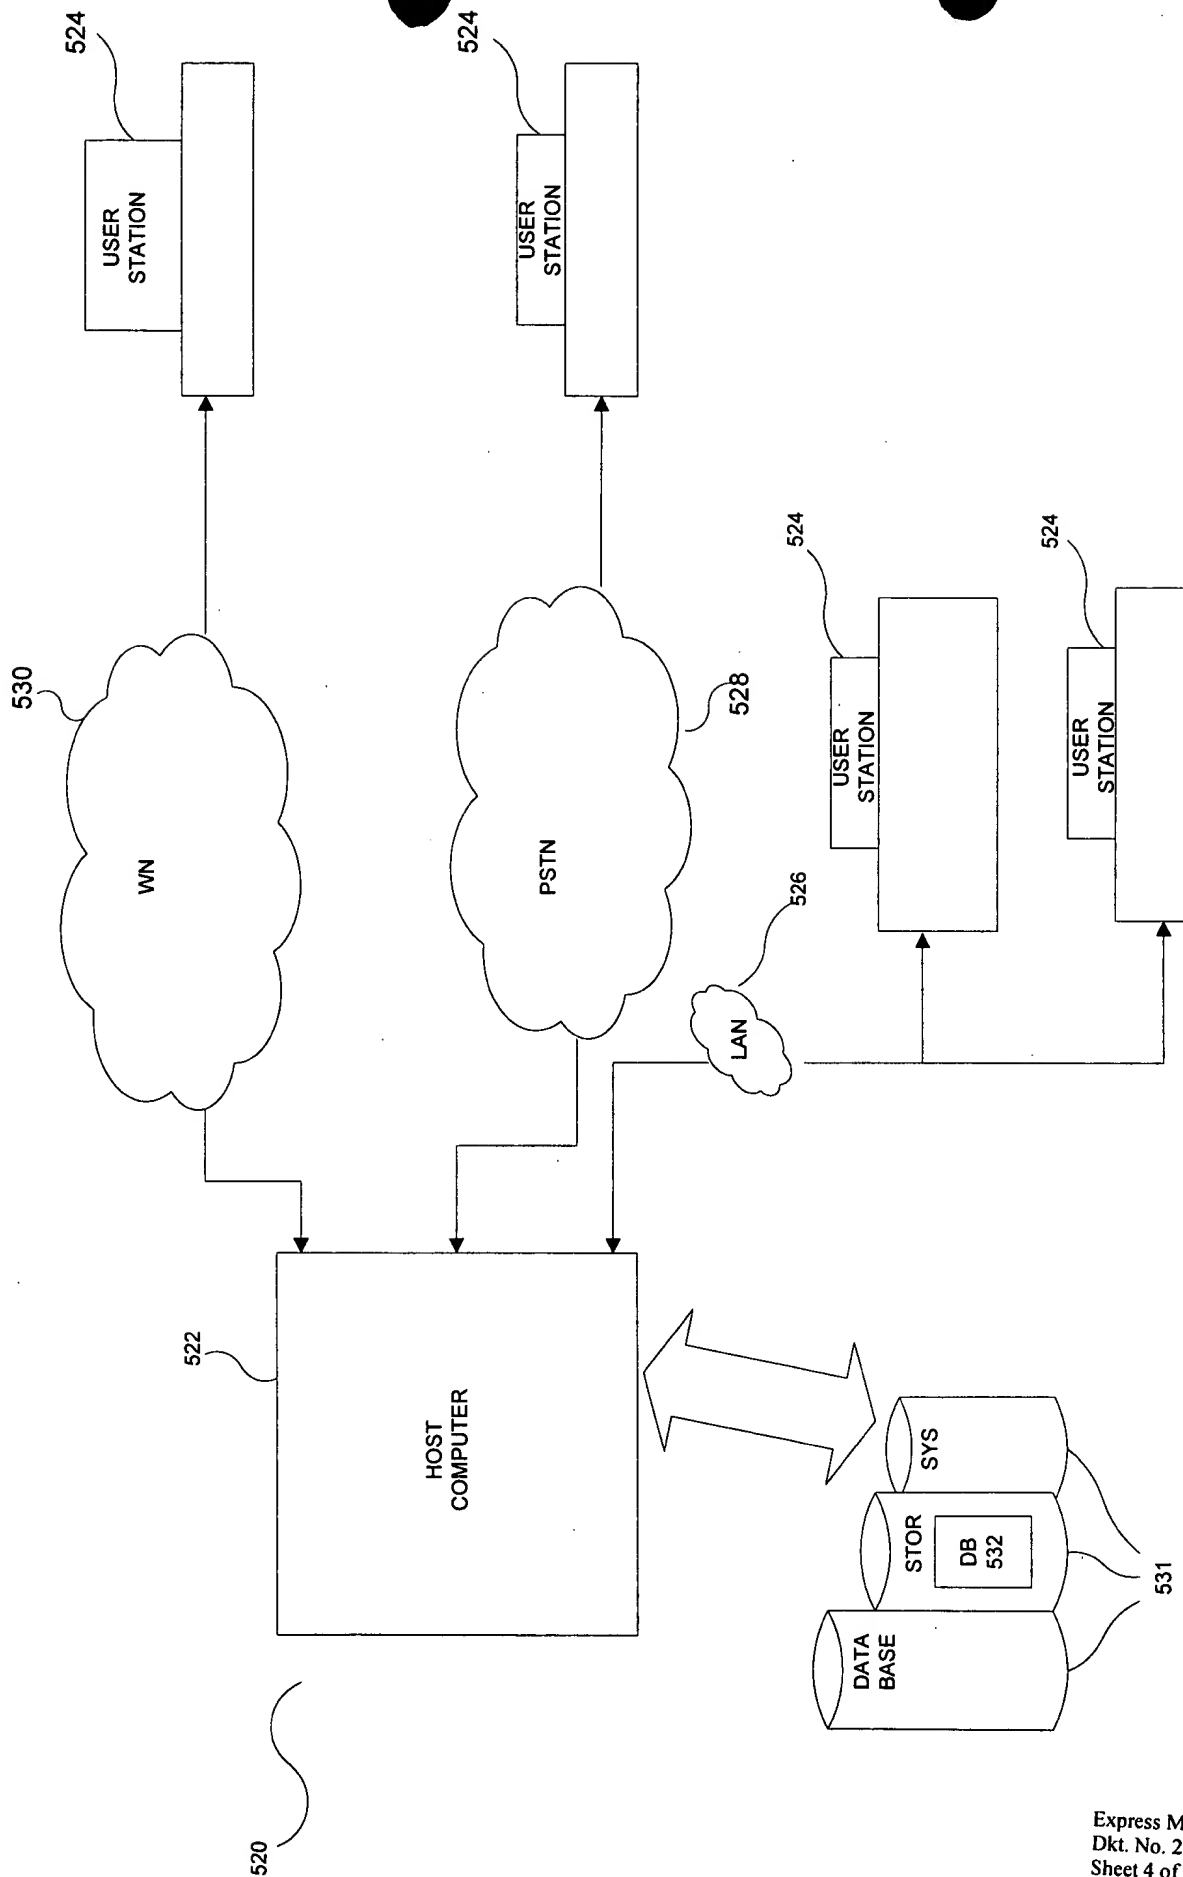 524
USER
STATION
524
USER
STATION
530
WN
528
PSTN
524
USER
STATION
524
USER
STATION
526
LAN
522
HOST
COMPUTER
SYS
STOR
DB
532
DATA
BASE
531
520
Express M
Dkt. No. 2
Sheet 4 of